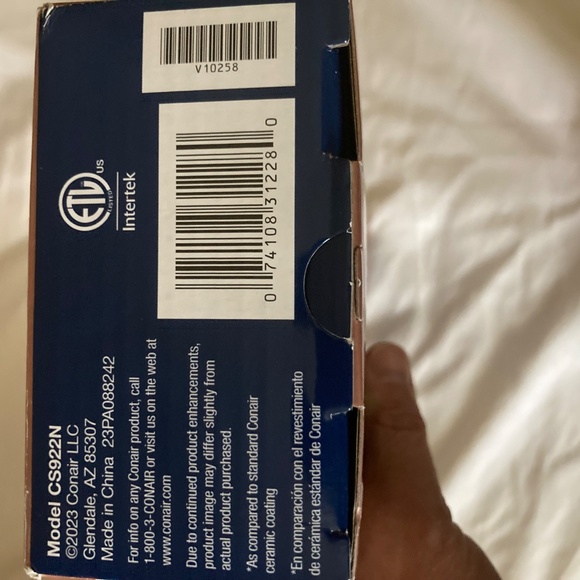 Model CS922N
©2023 Conair LLC
Glendale, AZ 85307
Made in China 23PA088242
For info on any Conair product, call
1-800-3-CONAIR or visit us on the web at
www.conair.com
Due to continued product enhancements,
product image may differ slightly from
actual product purchased.
*As compared to standard Conair
ceramic coating
*En comparación con el revestimiento
de cerámica estándar de Conair
ETL
LISTED
US
Intertek
V10258
0 74108 31228 0